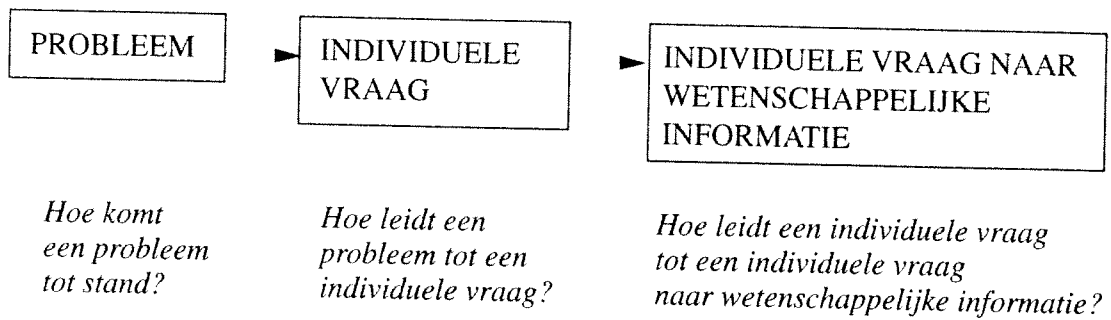 PROBLEEM
INDIVIDUELE
VRAAG
INDIVIDUELE VRAAG NAAR
WETENSCHAPPELIJKE
INFORMATIE
Hoe komt
een probleem
tot stand?
Hoe leidt een
probleem tot een
individuele vraag?
Hoe leidt een individuele vraag
tot een individuele vraag
naar wetenschappelijke informatie?